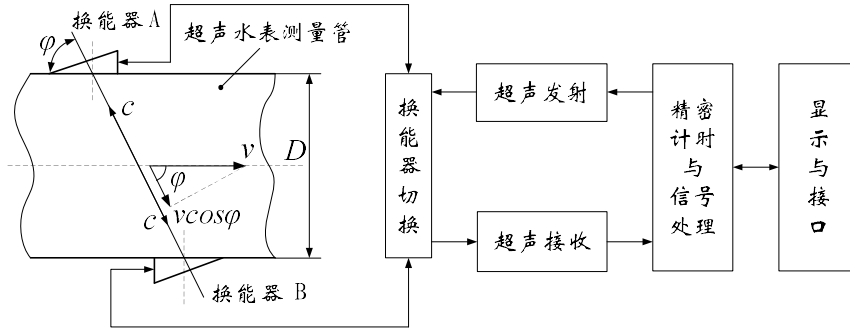 换能器A
φ
超声水表测量管
c
v
D
φ
c
vcosφ
换能器 B
换能器切换
超声发射
超声接收
精密
计时
与
信号
处理
显示与接口